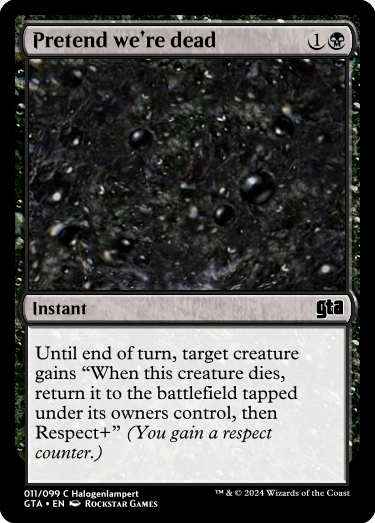 Pretend we're dead 1
Instant gta
Until end of turn, target creature
gains “When this creature dies,
return it to the battlefield tapped
under its owners control, then
Respect+” (You gain a respect
counter.)
011/099 C Halogenlampert ™ & © 2024 Wizards of the Coast
GTA • EN Rockstar Games